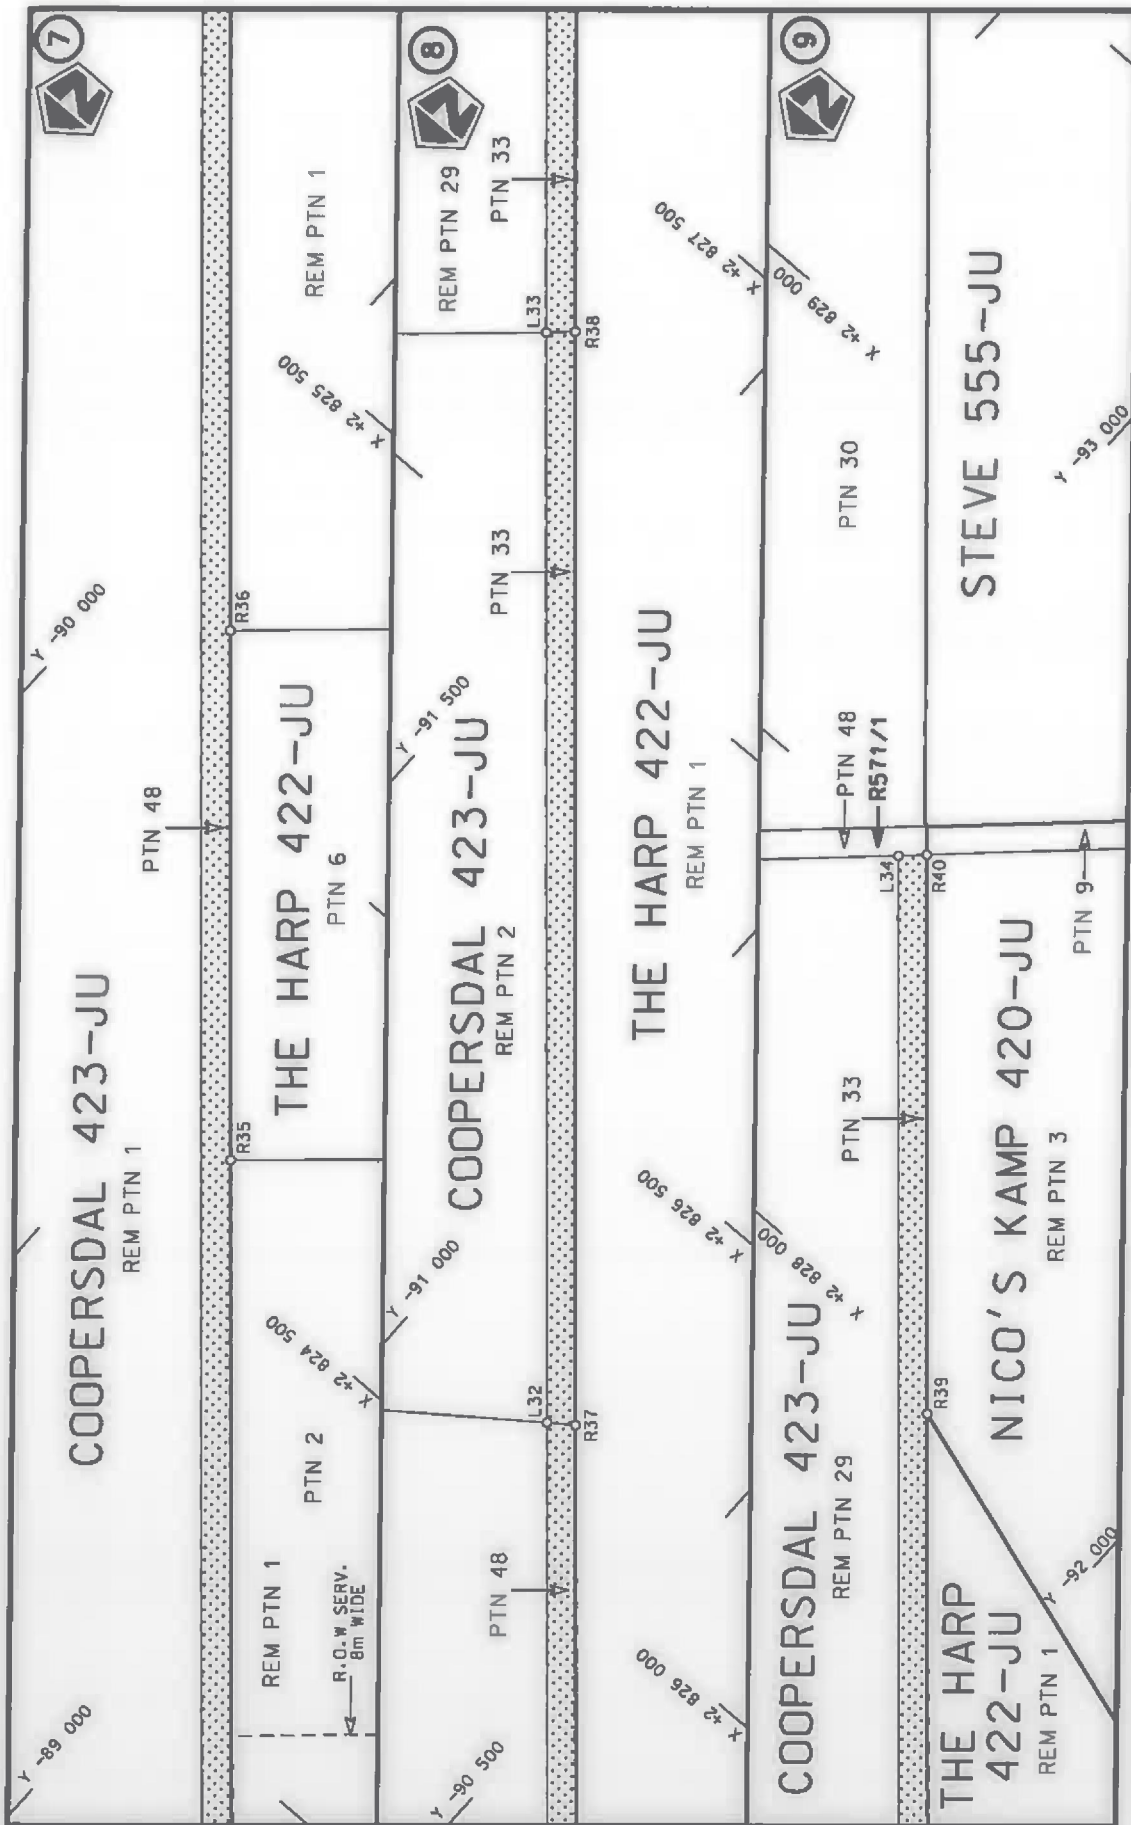 7
Y -89 000
COOPERSDAL 423-JU
REM PTN 1
PTN 48
Y -90 000
REM PTN 1
R.O.W SERV.
8m WIDE
PTN 2
X +2 824 500
R35
THE HARP 422-JU
PTN 6
R36
X +2 825 500
REM PTN 1
8
Y -90 500
PTN 48
L32
R37
Y -91 000
COOPERSDAL 423-JU
REM PTN 2
Y -91 500
PTN 33
REM PTN 29
PTN 33
L33
R38
X +2 826 000
X +2 826 500
THE HARP 422-JU
REM PTN 1
X +2 827 500
9
COOPERSDAL 423-JU
REM PTN 29
X +2 828 000
PTN 33
L34
PTN 48
R571/1
PTN 30
X +2 829 000
THE HARP
422-JU
REM PTN 1
R39
Y -92 000
NICO'S KAMP 420-JU
REM PTN 3
R40
PTN 9
STEVE 555-JU
Y -93 000